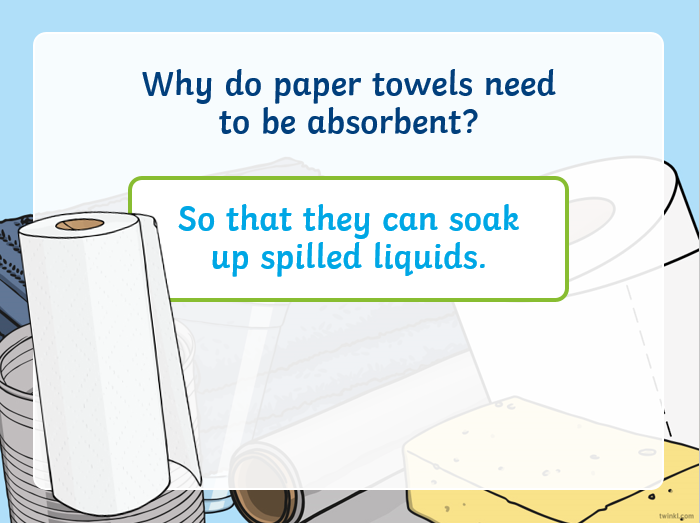 Why do paper towels need
to be absorbent?
So that they can soak
up spilled liquids.
twinkl.com